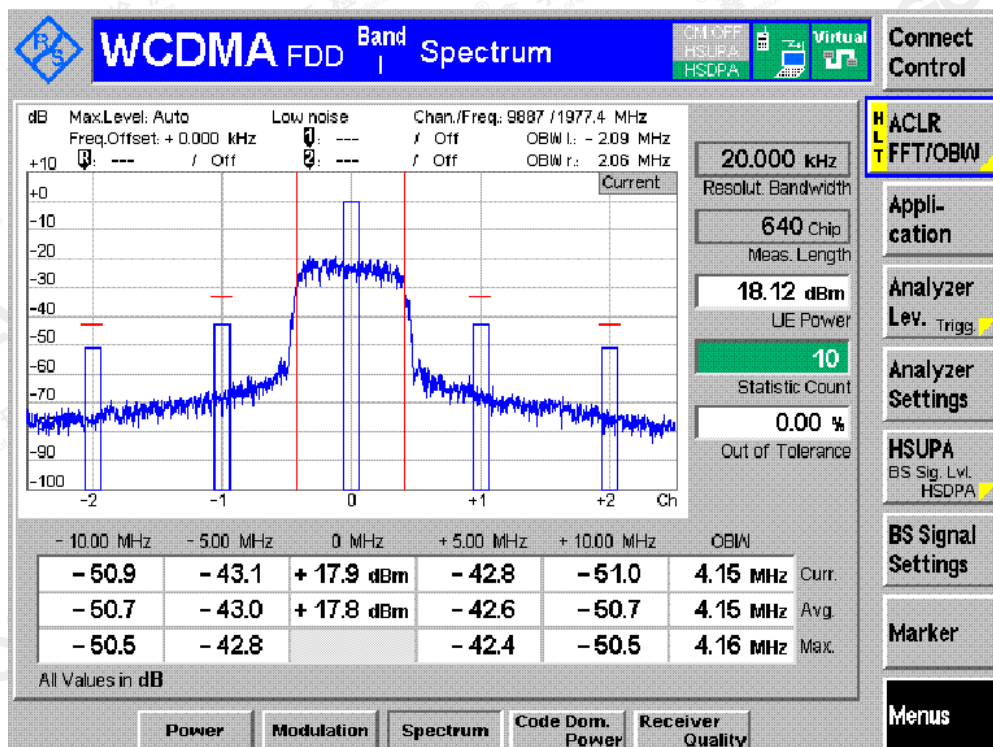 R S
WCDMA FDD Band I Spectrum
CM OFF
HSUPA
HSDPA
Virtual
Connect Control
dB Max.Level: Auto Low noise Chan./Freq.: 9887 / 1977.4 MHz
Freq.Offset: + 0.000 kHz 1: --- / Off OBW l.: - 2.09 MHz
R: --- / Off 2: --- / Off OBW r.: 2.06 MHz
Current
+10
+0
-10
-20
-30
-40
-50
-60
-70
-90
-100
-2 -1 0 +1 +2 Ch
20.000 kHz
Resolut. Bandwidth
640 Chip
Meas. Length
18.12 dBm
UE Power
10
Statistic Count
0.00 %
Out of Tolerance
- 10.00 MHz - 5.00 MHz 0 MHz + 5.00 MHz + 10.00 MHz OBW
- 50.9 - 43.1 + 17.9 dBm - 42.8 - 51.0 4.15 MHz Curr.
- 50.7 - 43.0 + 17.8 dBm - 42.6 - 50.7 4.15 MHz Avg.
- 50.5 - 42.8 - 42.4 - 50.5 4.16 MHz Max.
All Values in dB
HLT ACLR
FFT/OBW
Appli-
cation
Analyzer
Lev. Trigg.
Analyzer
Settings
HSUPA
BS Sig. Lvl.
HSDPA
BS Signal
Settings
Marker
Menus
Power
Modulation
Spectrum
Code Dom.
Power
Receiver
Quality